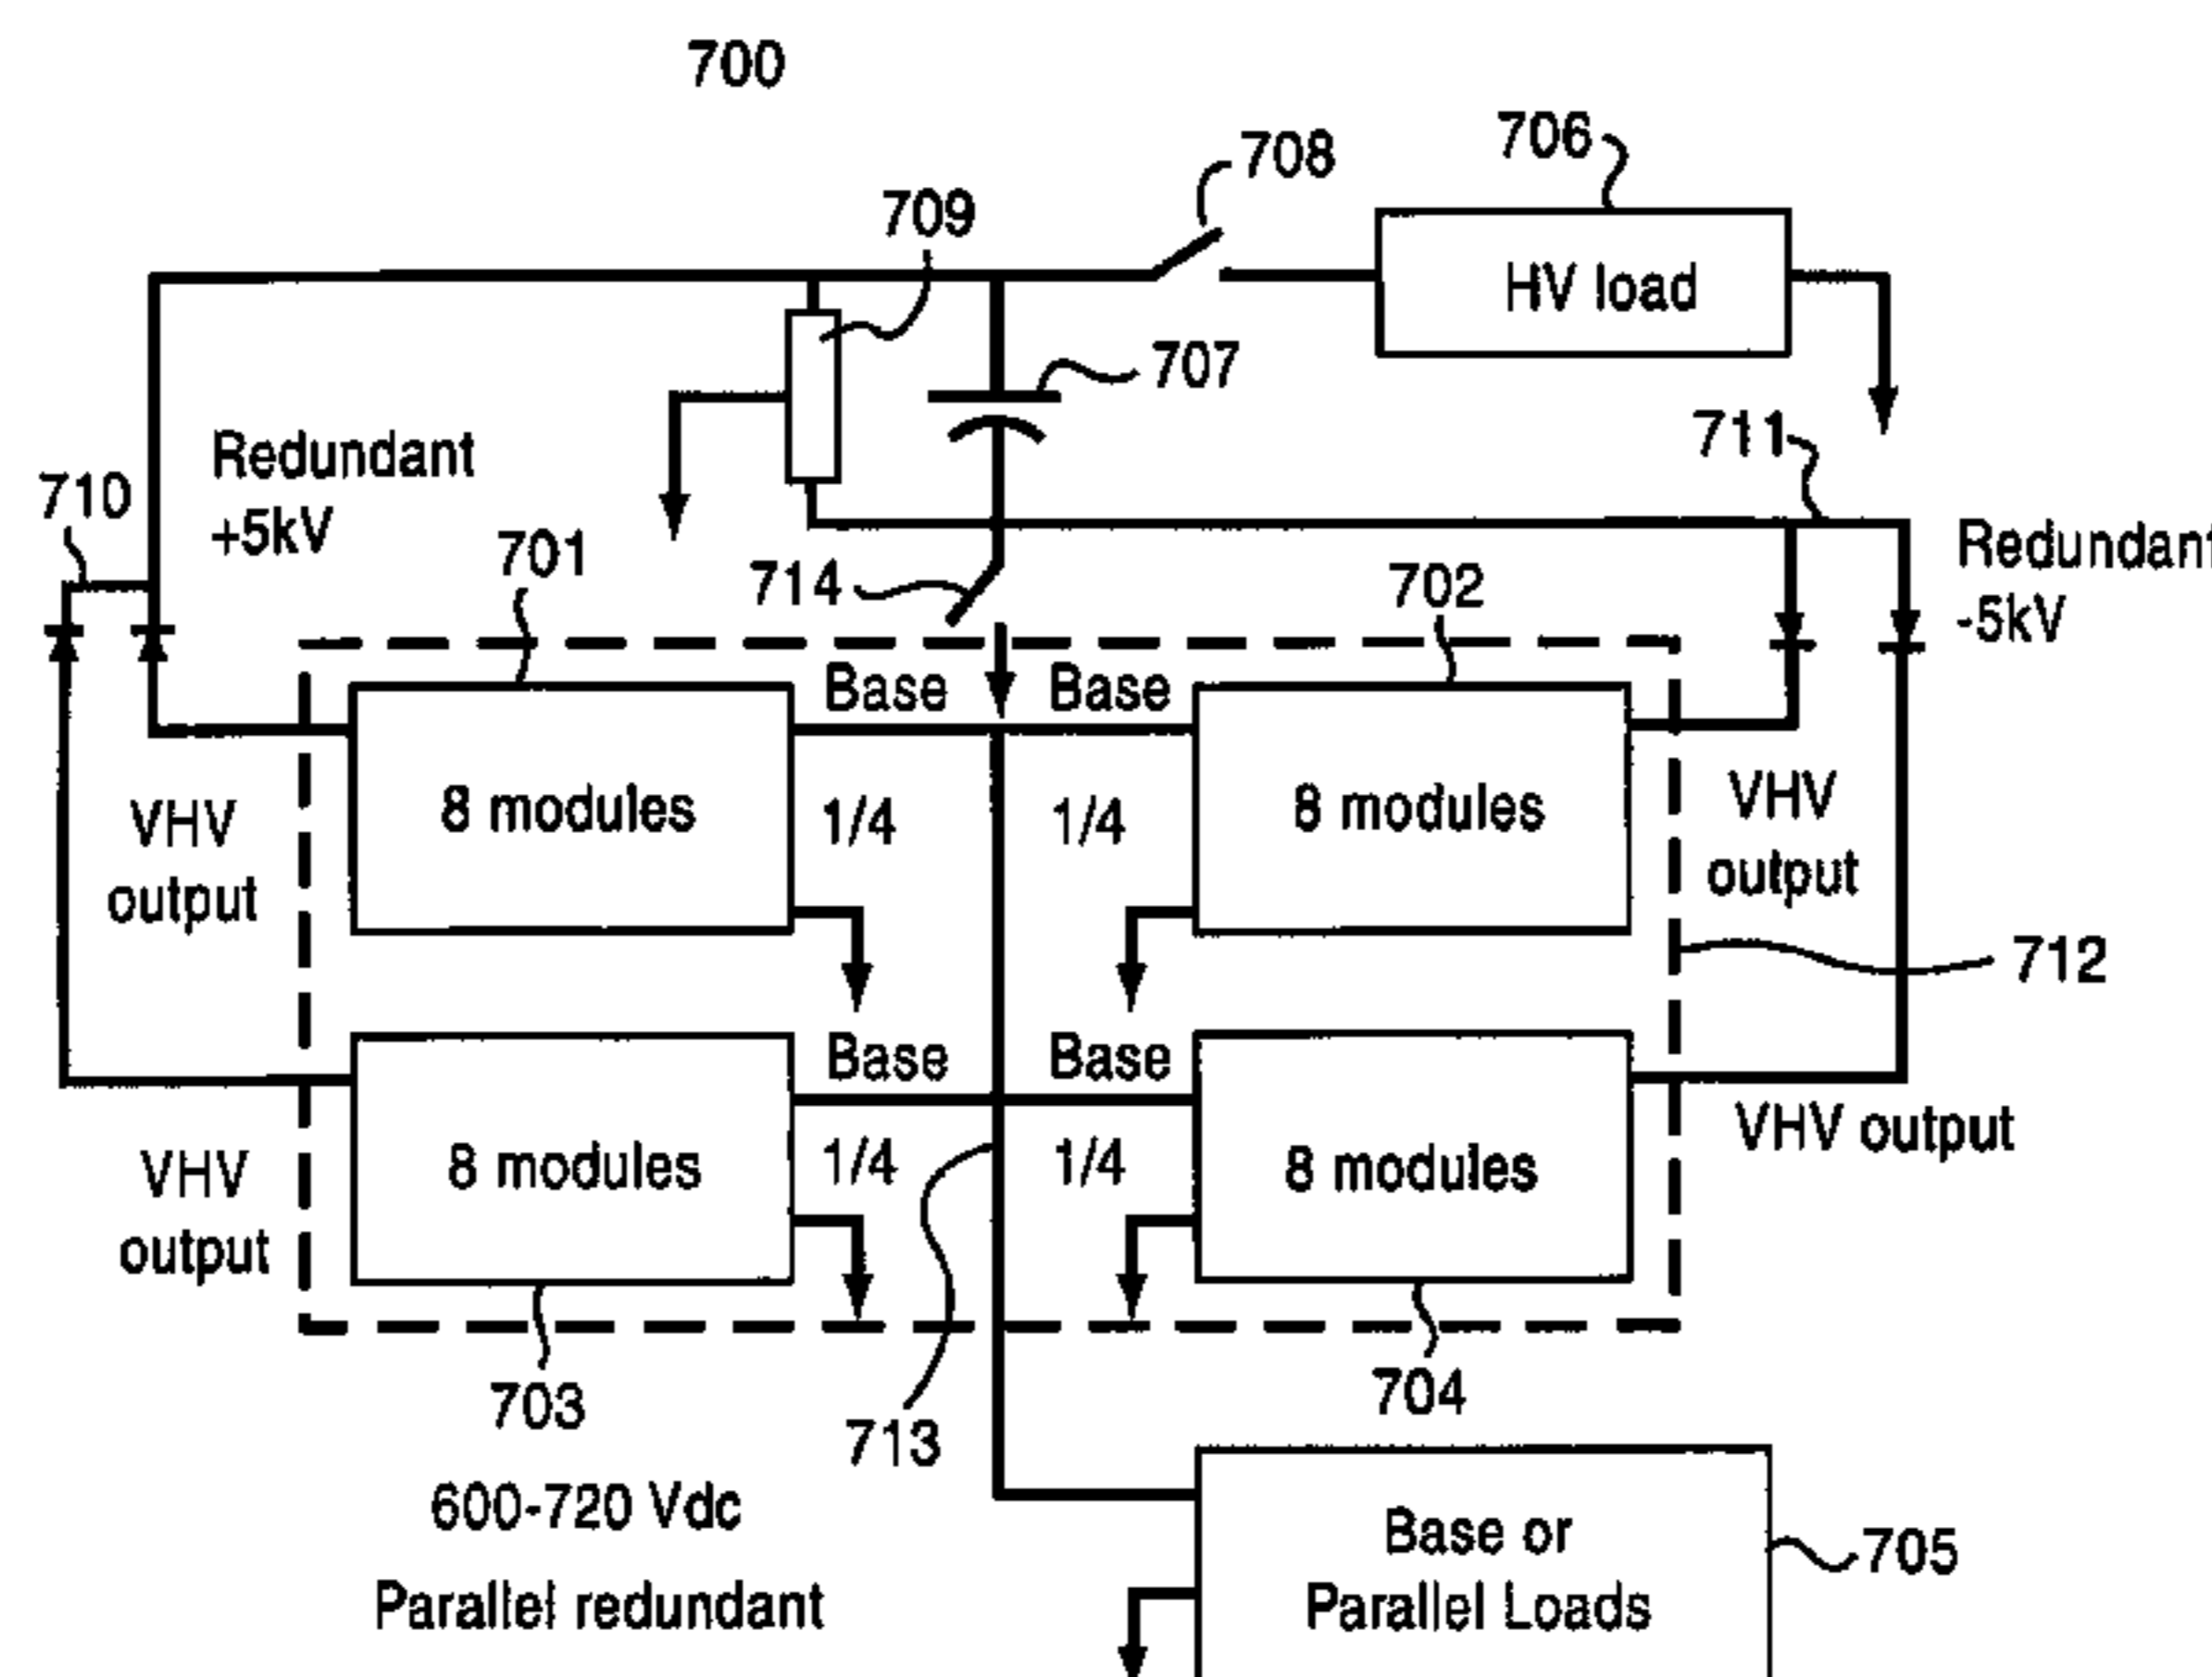 700
708
706
709
HV load
707
711
Redundant
+5kV
710
701
714
702
Redundant
-5kV
Base
Base
8 modules
1/4
1/4
8 modules
VHV
output
VHV
output
712
Base
Base
8 modules
1/4
1/4
8 modules
VHV output
VHV
output
703
713
704
600-720 Vdc
Parallel redundant
Base or
Parallel Loads
705